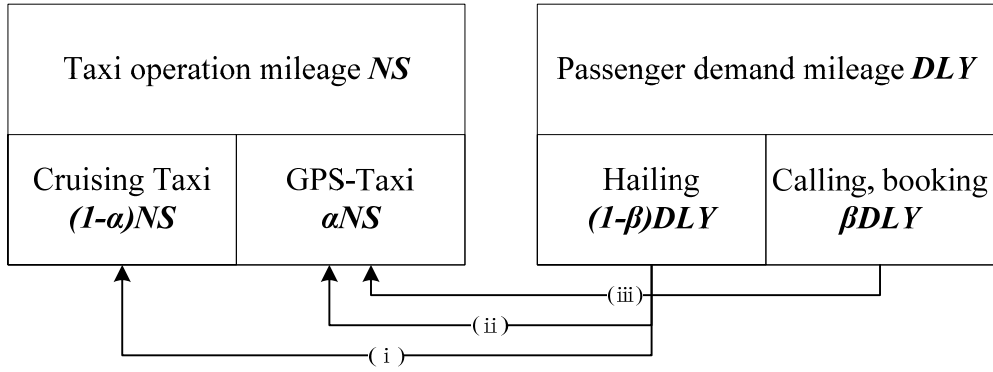 Taxi operation mileage NS
Passenger demand mileage DLY
Cruising Taxi
(1-α)NS
GPS-Taxi
αNS
Hailing
(1-β)DLY
Calling, booking
βDLY
(ⅲ)
(ⅱ)
(ⅰ)